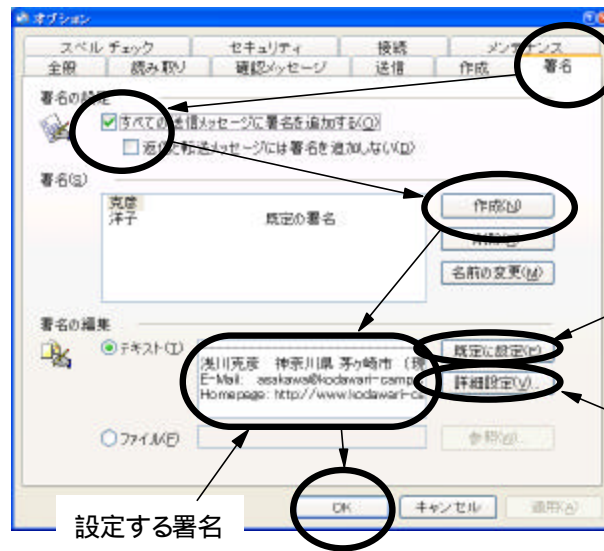 オプション
スペル チェック セキュリティ 接続 メンテナンス
全般 読み取り 確認メッセージ 送信 作成 署名
署名の設定
すべての送信メッセージに署名を追加する(O)
返信と転送メッセージには署名を追加しない(D)
署名(S)
克彦
洋子 既定の署名
作成(N)
名前の変更(M)
署名の編集
テキスト(T)
浅川克彦 神奈川県 茅ヶ崎市
E-Mail: asakawa@kodawari-camp
Homepage: http://www.kodawari-ca
既定に設定(F)
詳細設定(V)...
ファイル(E)
参照(W)...
設定する署名
OK キャンセル 適用(A)